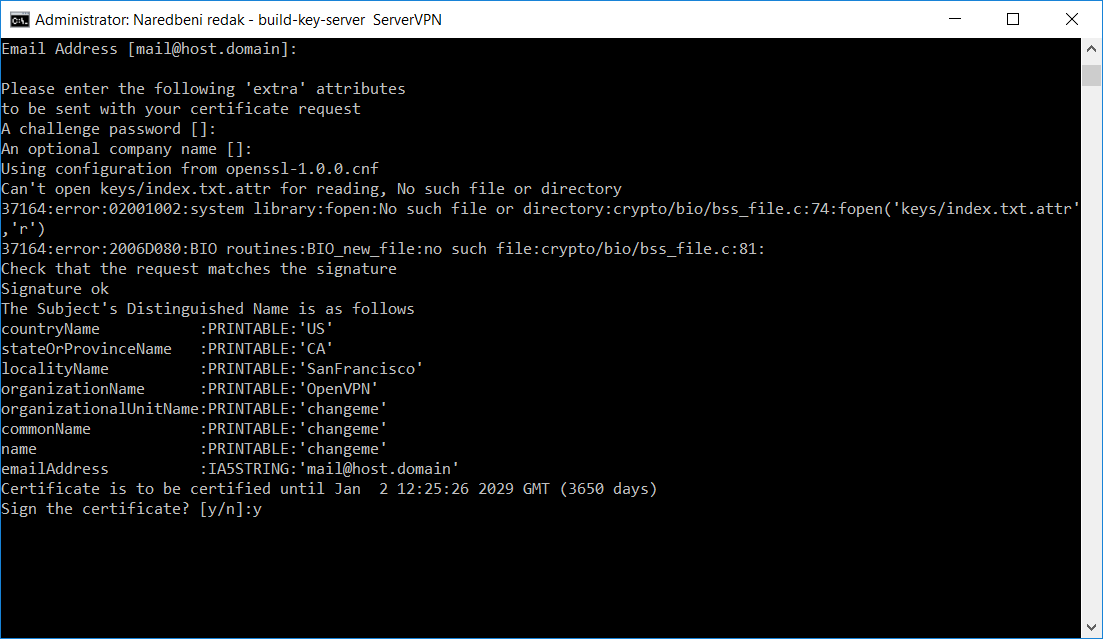 Administrator: Naredbeni redak - build-key-server  ServerVPN
Email Address [mail@host.domain]:
Please enter the following 'extra' attributes
to be sent with your certificate request
A challenge password []:
An optional company name []:
Using configuration from openssl-1.0.0.cnf
Can't open keys/index.txt.attr for reading, No such file or directory
37164:error:02001002:system library:fopen:No such file or directory:crypto/bio/bss_file.c:74:fopen('keys/index.txt.attr'
,'r')
37164:error:2006D080:BIO routines:BIO_new_file:no such file:crypto/bio/bss_file.c:81:
Check that the request matches the signature
Signature ok
The Subject's Distinguished Name is as follows
countryName           :PRINTABLE:'US'
stateOrProvinceName   :PRINTABLE:'CA'
localityName          :PRINTABLE:'SanFrancisco'
organizationName      :PRINTABLE:'OpenVPN'
organizationalUnitName:PRINTABLE:'changeme'
commonName            :PRINTABLE:'changeme'
name                  :PRINTABLE:'changeme'
emailAddress          :IA5STRING:'mail@host.domain'
Certificate is to be certified until Jan  2 12:25:26 2029 GMT (3650 days)
Sign the certificate? [y/n]:y